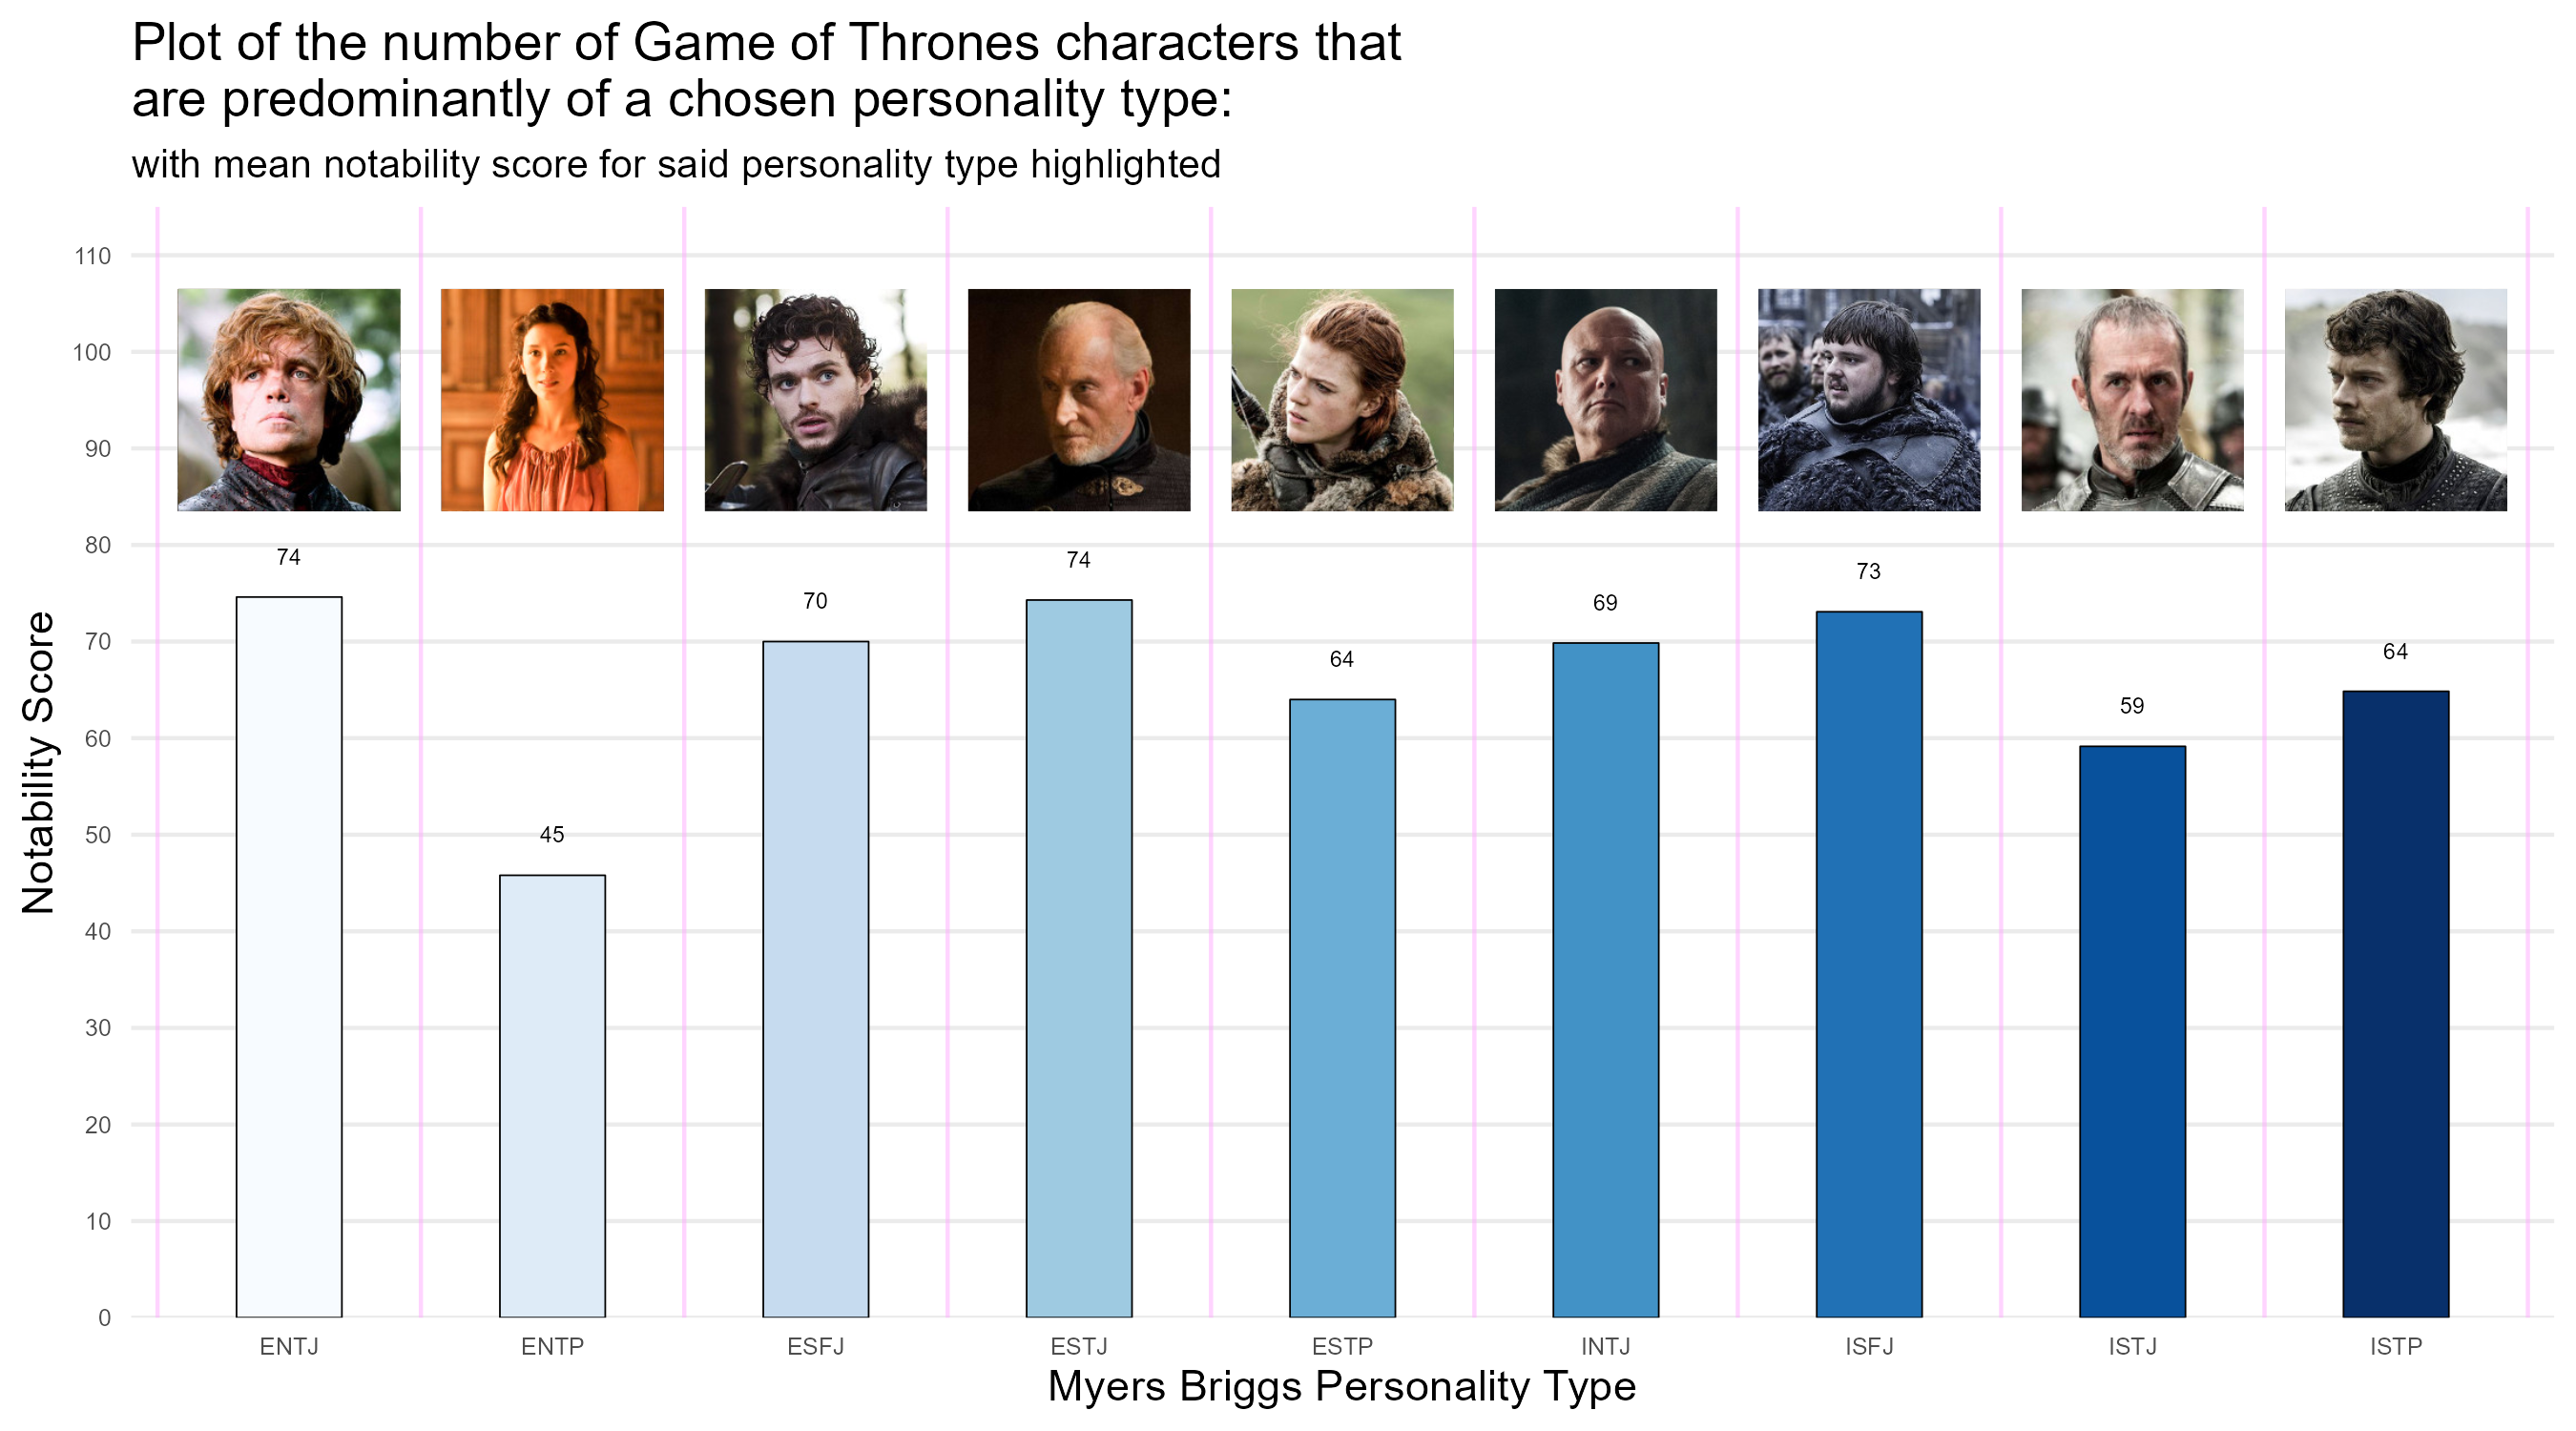 Plot of the number of Game of Thrones characters that
are predominantly of a chosen personality type:
with mean notability score for said personality type highlighted
110
100
90
80
70
60
50
40
30
20
10
0
Notability Score
74
45
70
74
64
69
73
59
64
ENTJ
ENTP
ESFJ
ESTJ
ESTP
INTJ
ISFJ
ISTJ
ISTP
Myers Briggs Personality Type